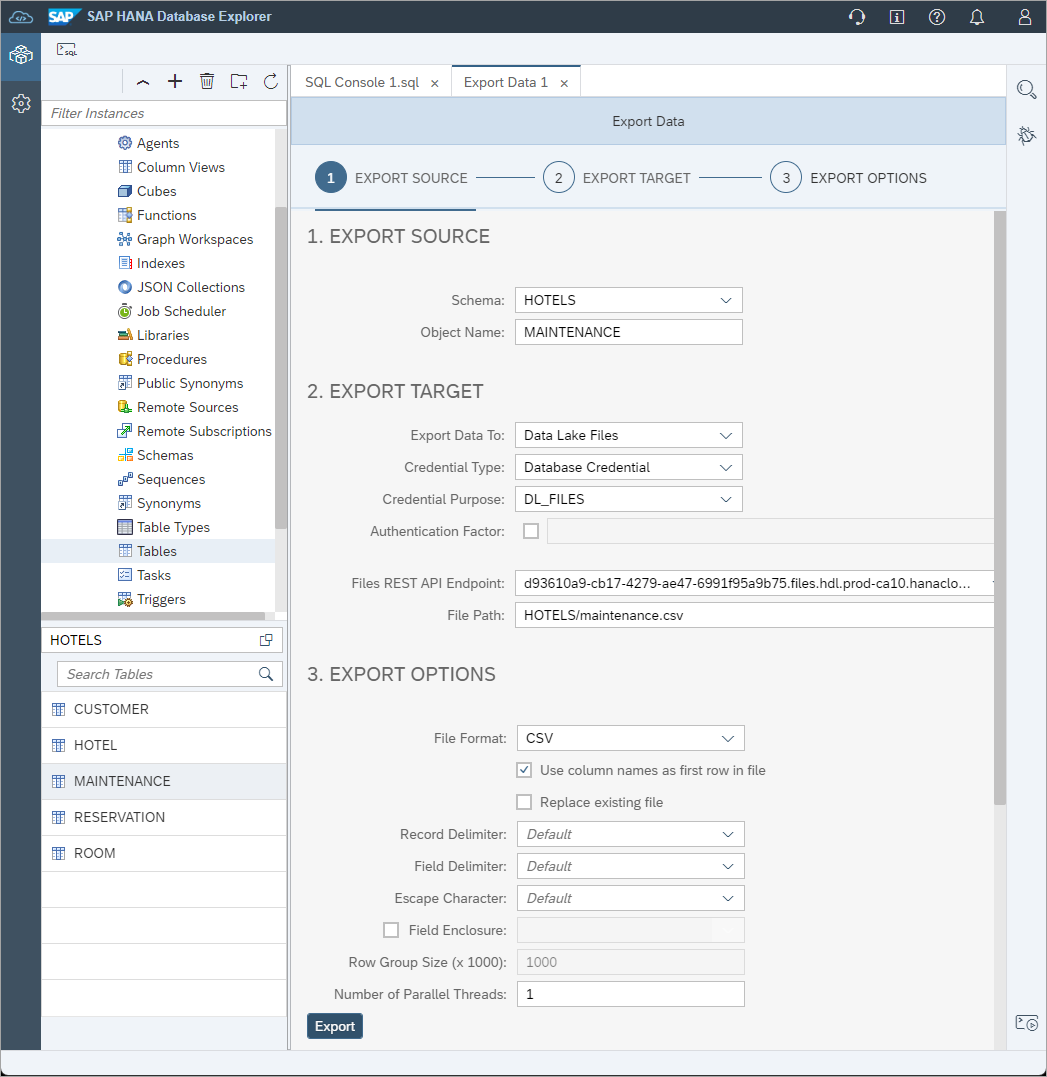 SAP SAP HANA Database Explorer
SQL
Filter Instances
Agents
Column Views
Cubes
Functions
Graph Workspaces
Indexes
JSON Collections
Job Scheduler
Libraries
Procedures
Public Synonyms
Remote Sources
Remote Subscriptions
Schemas
Sequences
Synonyms
Table Types
Tables
Tasks
Triggers
HOTELS
Search Tables
CUSTOMER
HOTEL
MAINTENANCE
RESERVATION
ROOM
SQL Console 1.sql × Export Data 1 ×
Export Data
1 EXPORT SOURCE 2 EXPORT TARGET 3 EXPORT OPTIONS
1. EXPORT SOURCE
Schema: HOTELS
Object Name: MAINTENANCE
2. EXPORT TARGET
Export Data To: Data Lake Files
Credential Type: Database Credential
Credential Purpose: DL_FILES
Authentication Factor:
Files REST API Endpoint: d93610a9-cb17-4279-ae47-6991f95a9b75.files.hdl.prod-ca10.hanaclo...
File Path: HOTELS/maintenance.csv
3. EXPORT OPTIONS
File Format: CSV
Use column names as first row in file
Replace existing file
Record Delimiter: Default
Field Delimiter: Default
Escape Character: Default
Field Enclosure:
Row Group Size (x 1000): 1000
Number of Parallel Threads: 1
Export